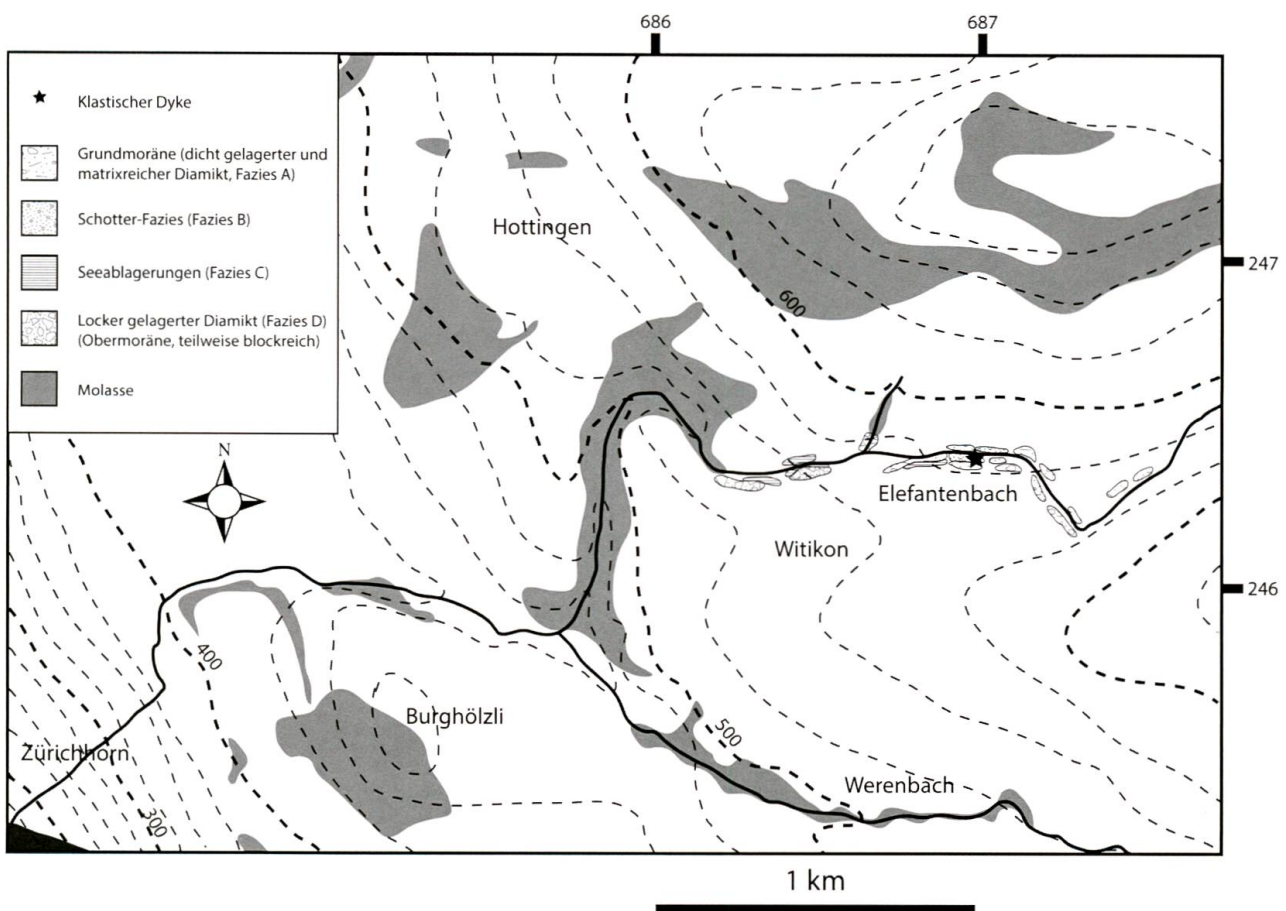 686
687
Klastischer Dyke
Grundmoräne (dicht gelagerter und
matrixreicher Diamikt, Fazies A)
Schotter-Fazies (Fazies B)
Seeablagerungen (Fazies C)
Locker gelagerter Diamikt (Fazies D)
(Obermoräne, teilweise blockreich)
Molasse
Hottingen
247
600
N
Elefantenbach
Witikon
246
400
Burghölzli
500
Zürichhorn
Werenbach
300
1 km